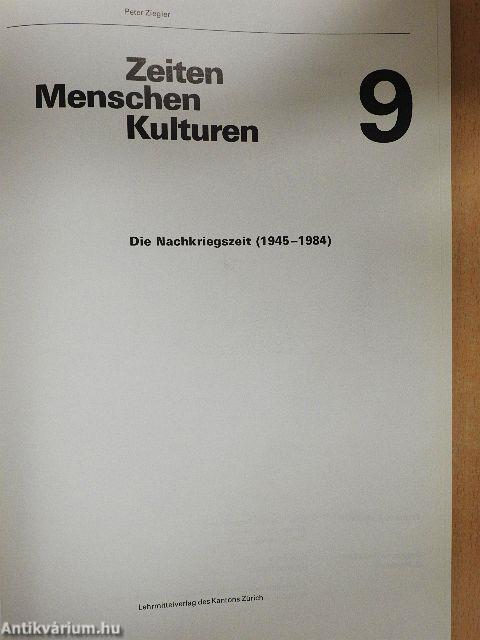 Peter Ziegler
Zeiten
Menschen
Kulturen
9
Die Nachkriegszeit (1945–1984)
Lehrmittelverlag des Kantons Zürich
Antikvárium.hu